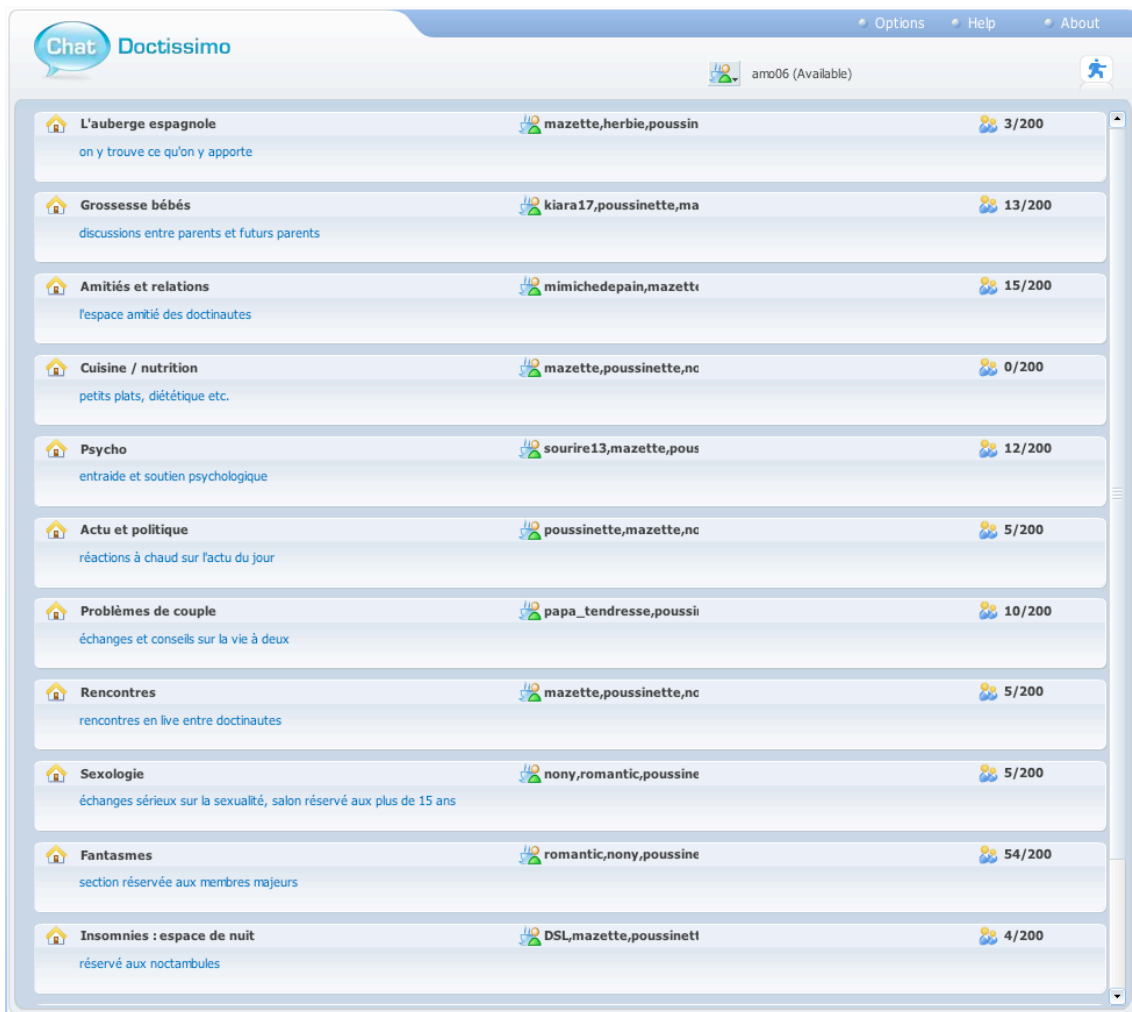 Options Help About
Chat Doctissimo
amo06 (Available)
L'auberge espagnole mazette,herbie,poussin 3/200
on y trouve ce qu'on y apporte
Grossesse bébés kiara17,poussinette,ma 13/200
discussions entre parents et futurs parents
Amitiés et relations mimichedepain,mazette 15/200
l'espace amitié des doctinautes
Cuisine / nutrition mazette,poussinette,no 0/200
petits plats, diététique etc.
Psycho sourire13,mazette,pous 12/200
entraide et soutien psychologique
Actu et politique poussinette,mazette,no 5/200
réactions à chaud sur l'actu du jour
Problèmes de couple papa_tendresse,poussi 10/200
échanges et conseils sur la vie à deux
Rencontres mazette,poussinette,no 5/200
rencontres en live entre doctinautes
Sexologie nony,romantic,poussine 5/200
échanges sérieux sur la sexualité, salon réservé aux plus de 15 ans
Fantasmes romantic,nony,poussine 54/200
section réservée aux membres majeurs
Insomnies : espace de nuit DSL,mazette,poussinett 4/200
réservé aux noctambules